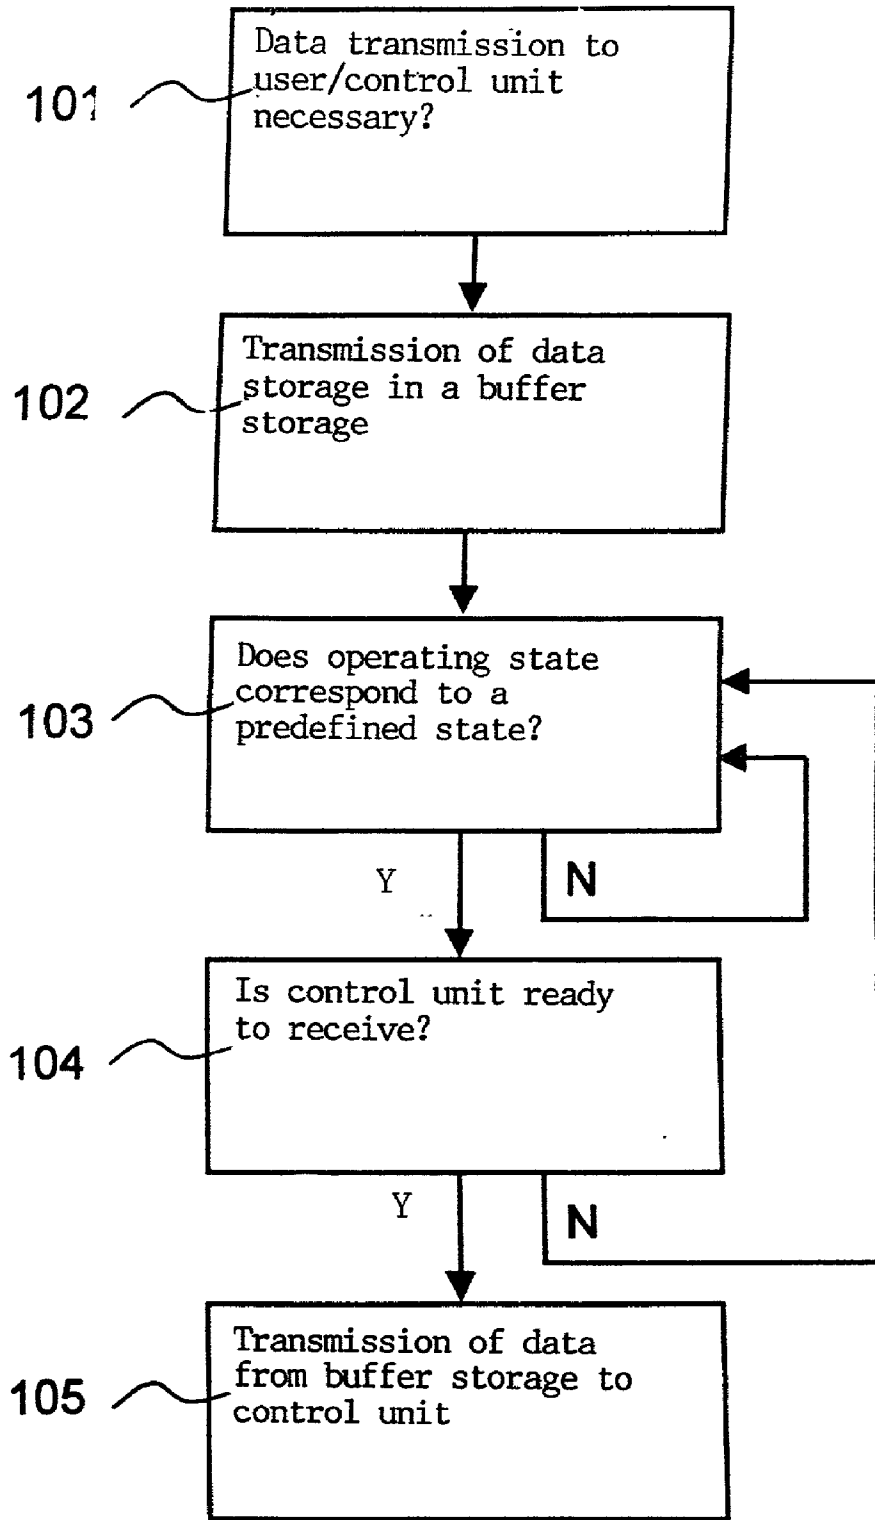 Data transmission to
user/control unit
necessary?
101
Transmission of data
storage in a buffer
storage
102
Does operating state
correspond to a
predefined state?
103
Y
N
Is control unit ready
to receive?
104
Y
N
Transmission of data
from buffer storage to
control unit
105